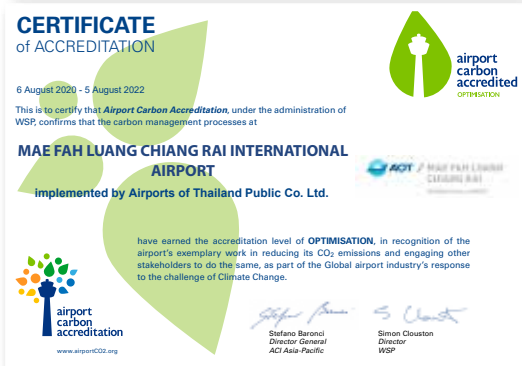 CERTIFICATE
of ACCREDITATION
airport
carbon
accredited
OPTIMISATION
6 August 2020 - 5 August 2022
This is to certify that Airport Carbon Accreditation, under the administration of
WSP, confirms that the carbon management processes at
MAE FAH LUANG CHIANG RAI INTERNATIONAL
AIRPORT
implemented by Airports of Thailand Public Co. Ltd.
AOT MAE FAH LUANG
CHIANG RAI
have earned the accreditation level of OPTIMISATION, in recognition of the
airport's exemplary work in reducing its CO₂ emissions and engaging other
stakeholders to do the same, as part of the Global airport industry's response
to the challenge of Climate Change.
airport
carbon
accreditation
www.airportCO2.org
Stefano Baronci
Director General
ACI Asia-Pacific
Simon Clouston
Director
WSP